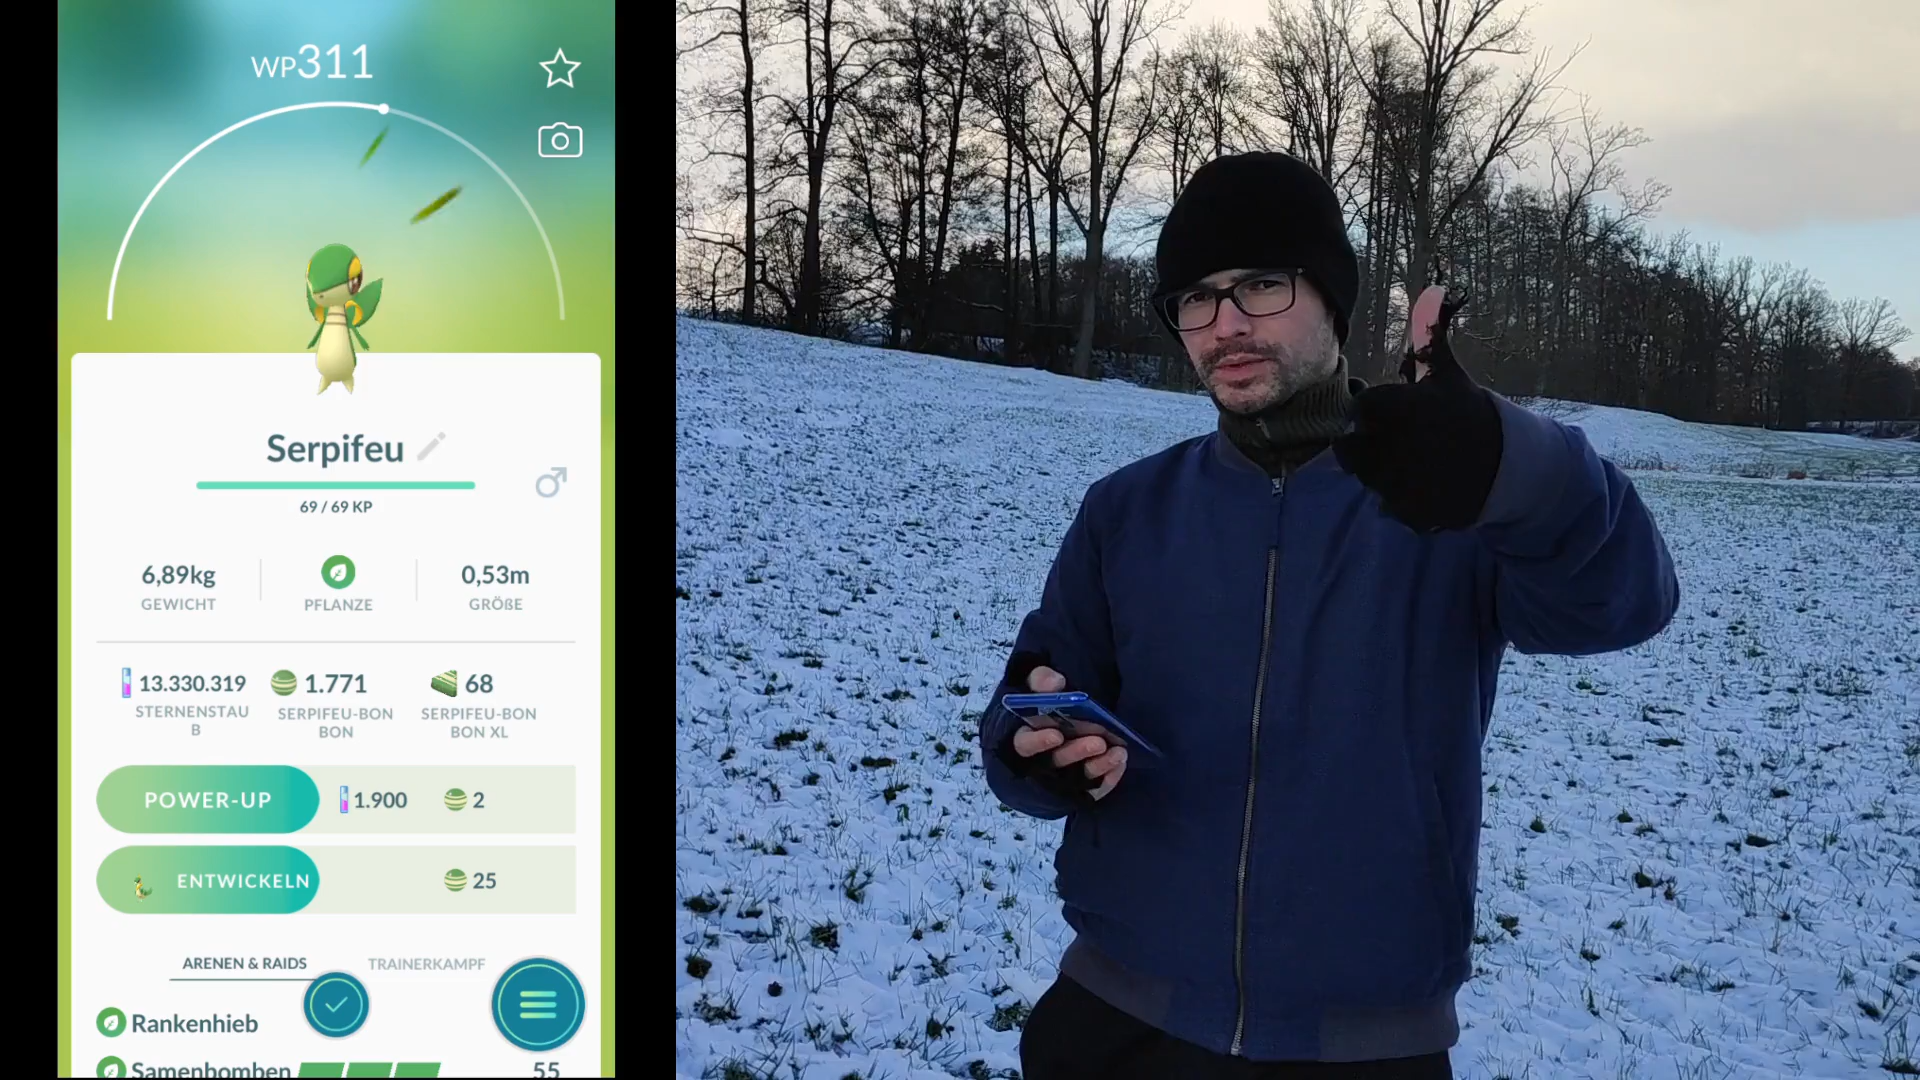 WP311
Serpifeu
69 / 69 KP
6,89kg
GEWICHT
PFLANZE
0,53m
GRÖßE
13.330.319
STERNENSTAU
B
1.771
SERPIFEU-BON
BON
68
SERPIFEU-BON
BON XL
POWER-UP
1.900
2
ENTWICKELN
25
ARENEN & RAIDS
TRAINERKAMPF
Rankenhieb
Samenbomben
55